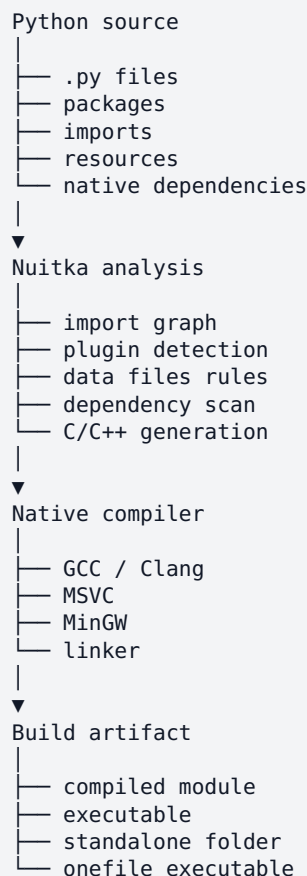 Python source
│
├── .py files
├── packages
├── imports
├── resources
└── native dependencies
│
▼
Nuitka analysis
│
├── import graph
├── plugin detection
├── data files rules
├── dependency scan
└── C/C++ generation
│
▼
Native compiler
│
├── GCC / Clang
├── MSVC
├── MinGW
└── linker
│
▼
Build artifact
│
├── compiled module
├── executable
├── standalone folder
└── onefile executable